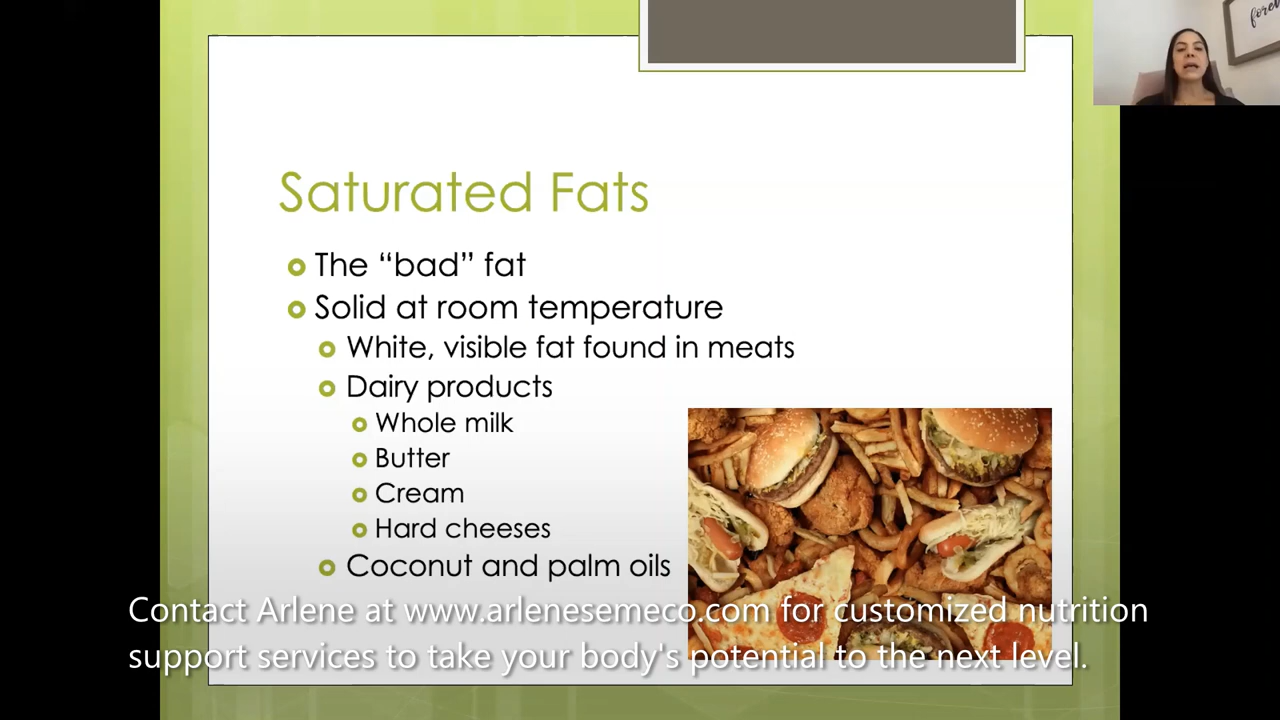 Saturated Fats
The “bad” fat
Solid at room temperature
White, visible fat found in meats
Dairy products
Whole milk
Butter
Cream
Hard cheeses
Coconut and palm oils
Contact Arlene at www.arlenesemeco.com for customized nutrition
support services to take your body's potential to the next level.